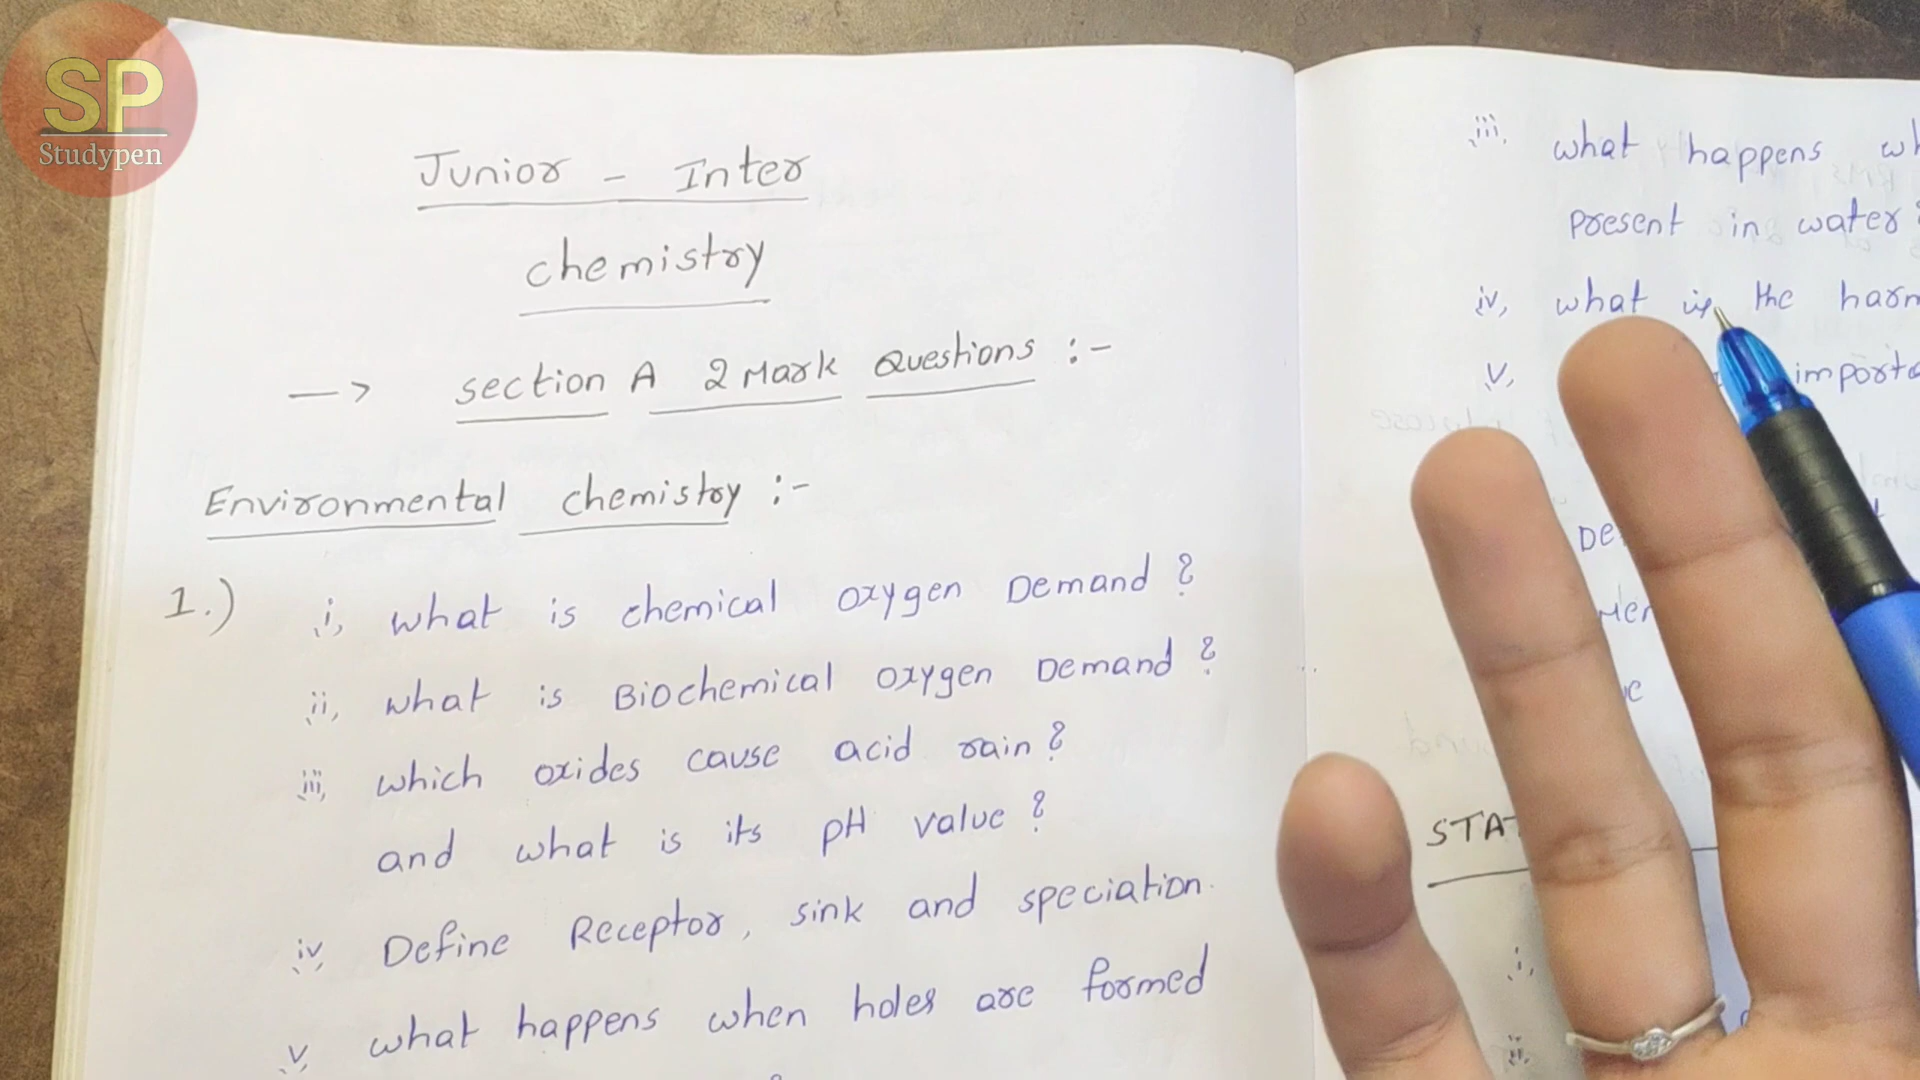 SP
Studypen
Junior - Inter
chemistry
—> section A 2 Mark Questions :-
Environmental chemistry :-
1.) i, what is chemical oxygen Demand?
ii, what is Biochemical oxygen Demand?
iii, which oxides cause acid rain?
and what is its pH value?
iv, Define Receptor, sink and speciation.
v, what happens when holes are formed
iii. what happens
present in water?
iv, what is the
v,
i,
ii.